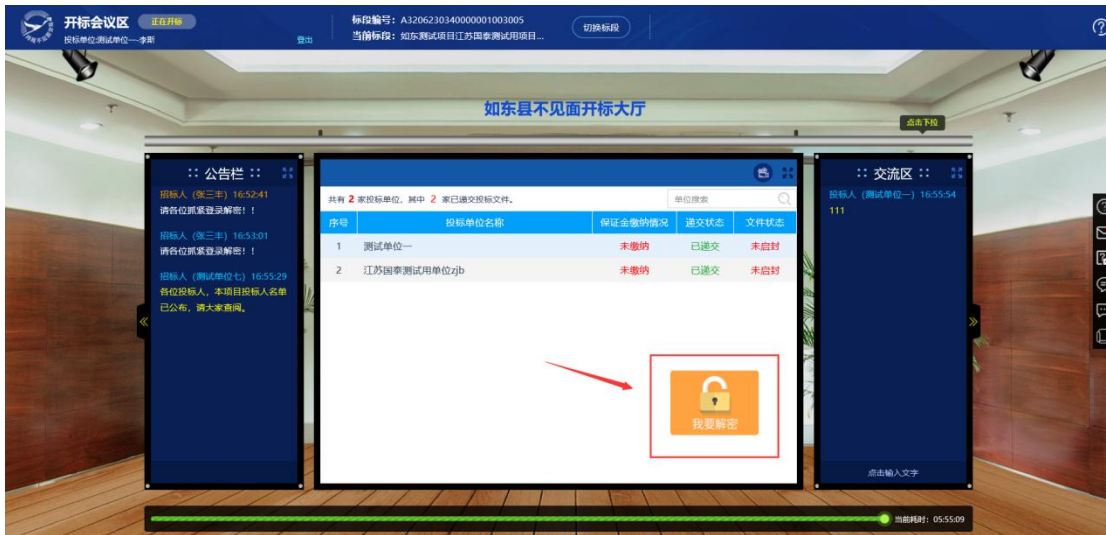 开标会议区 正在开标
投标单位:测试单位一--李斯 登出
标段编号：A3206230340000001003005
当前标段：如东测试项目江苏国泰测试用项目...
切换标段
如东县不见面开标大厅
点击下拉
:: 公告栏 ::
招标人（张三丰）16:52:41
请各位抓紧登录解密！！
招标人（张三丰）16:53:01
请各位抓紧登录解密！！
招标人（测试单位七）16:55:29
各位投标人，本项目投标人名单
已公布，请大家查阅。
共有 2 家投标单位，其中 2 家已递交投标文件。 单位搜索
序号 投标单位名称 保证金缴纳情况 递交状态 文件状态
1 测试单位一 未缴纳 已递交 未启封
2 江苏国泰测试用单位zjb 未缴纳 已递交 未启封
我要解密
:: 交流区 ::
投标人（测试单位一）16:55:54
111
点击输入文字
当前耗时：05:55:09